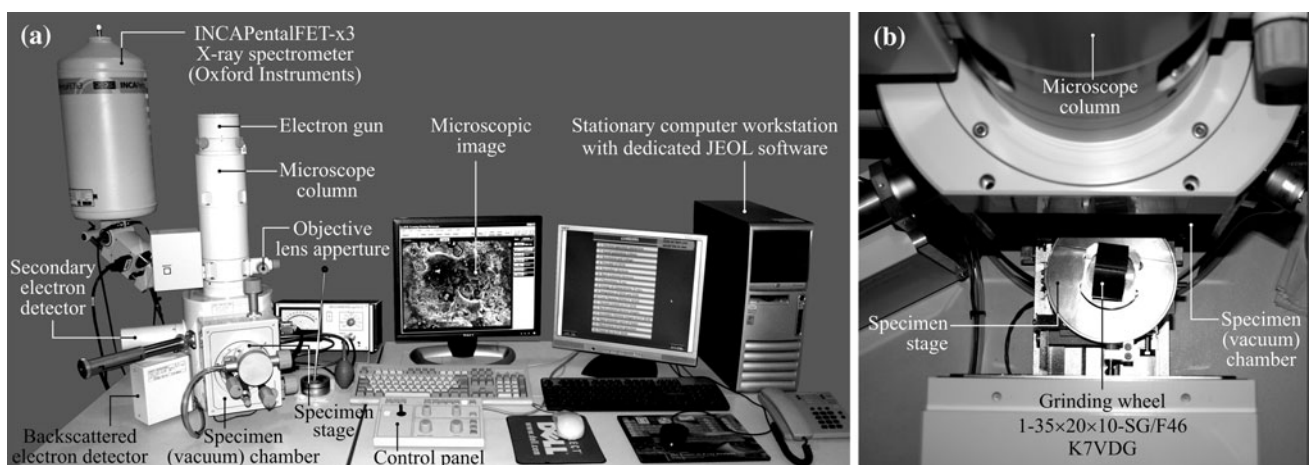 (a)
INCAPentalFET-x3
X-ray spectrometer
(Oxford Instruments)
Electron gun
Microscope
column
Objective
lens apperture
Microscopic
image
Stationary computer workstation
with dedicated JEOL software
Secondary
electron
detector
Backscattered
electron detector
Specimen
(vacuum) chamber
Specimen
stage
Control panel
DELL
(b)
Microscope
column
Specimen
stage
Specimen
(vacuum)
chamber
Grinding wheel
1-35×20×10-SG/F46
K7VDG